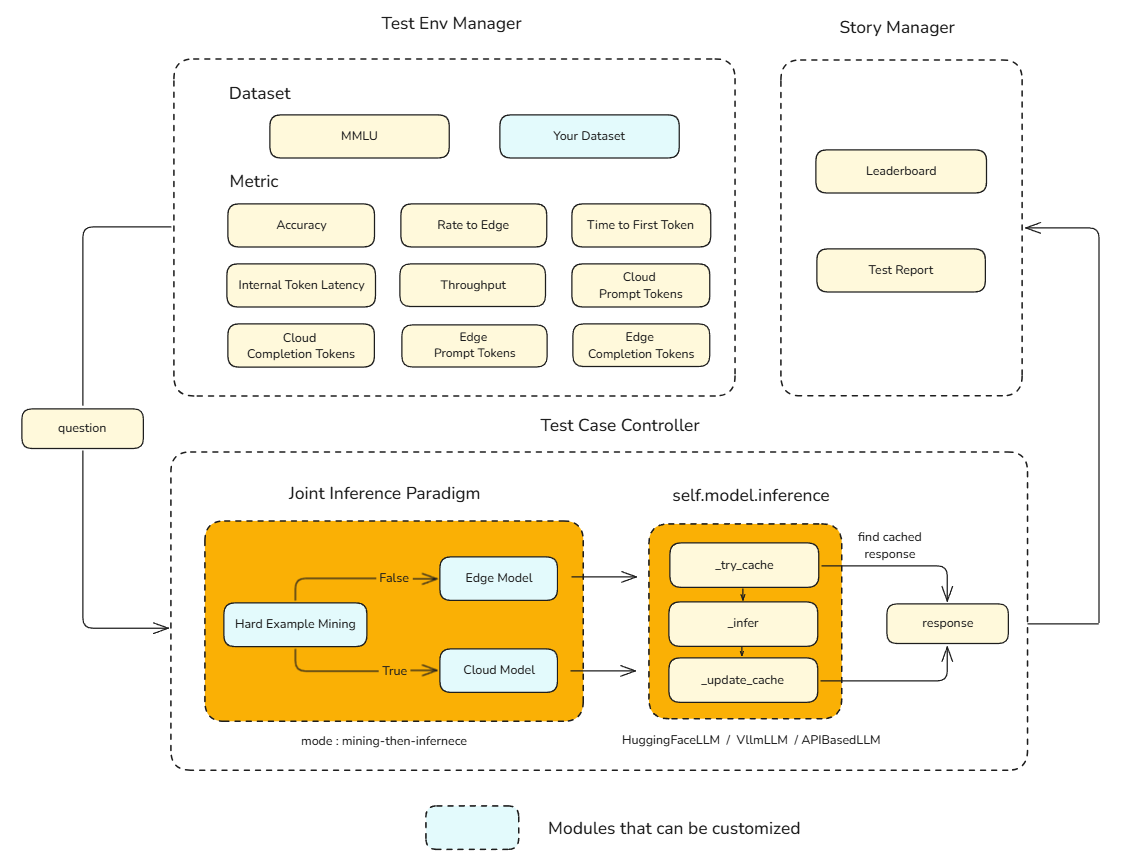 Test Env Manager
Story Manager
Dataset
MMLU
Your Dataset
Metric
Accuracy
Rate to Edge
Time to First Token
Internal Token Latency
Throughput
Cloud
Prompt Tokens
Cloud
Completion Tokens
Edge
Prompt Tokens
Edge
Completion Tokens
Leaderboard
Test Report
question
Test Case Controller
Joint Inference Paradigm
False
Edge Model
Hard Example Mining
True
Cloud Model
mode : mining-then-infernece
self.model.inference
_try_cache
_infer
_update_cache
HuggingFaceLLM / VllmLLM / APIBasedLLM
find cached
response
response
Modules that can be customized